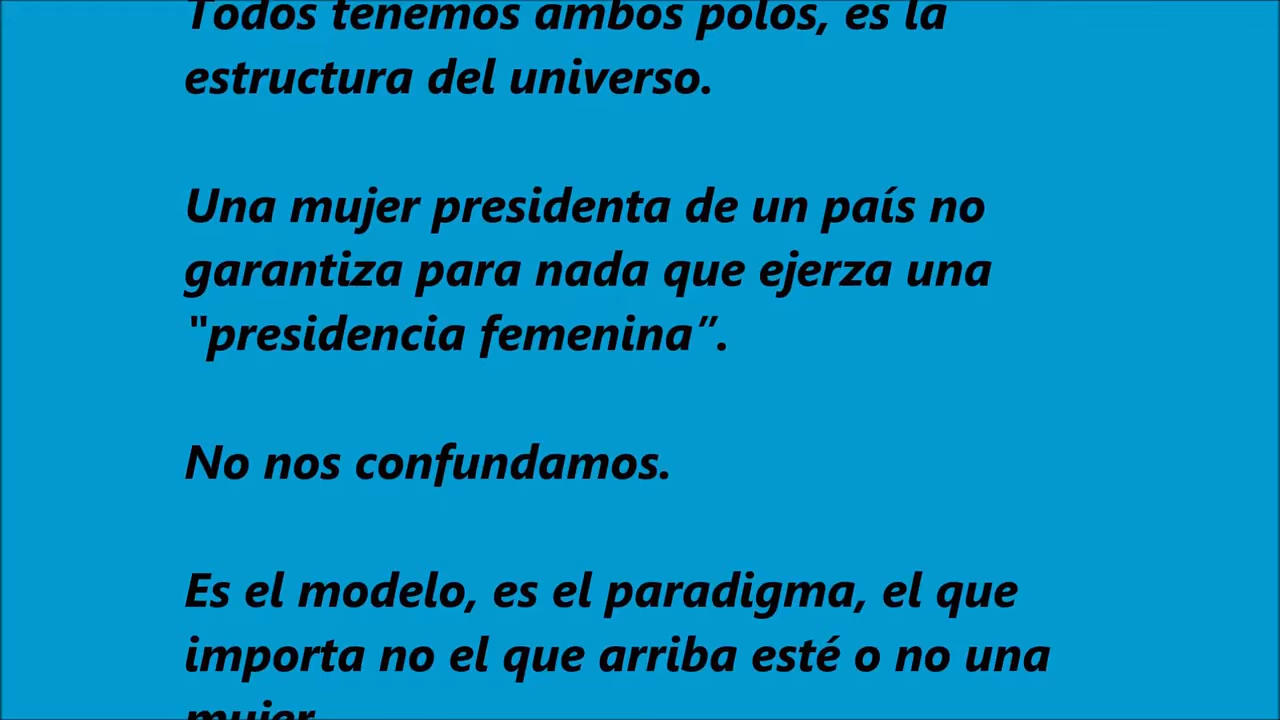 Todos tenemos ambos polos, es la
estructura del universo.
Una mujer presidenta de un país no
garantiza para nada que ejerza una
"presidencia femenina”.
No nos confundamos.
Es el modelo, es el paradigma, el que
importa no el que arriba esté o no una
mujer